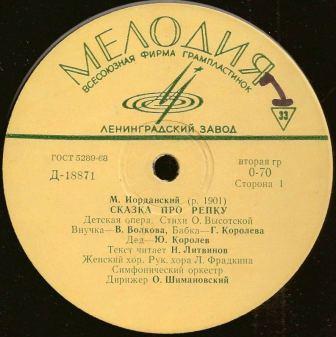 МЕЛОДИЯ
ВСЕСОЮЗНАЯ ФИРМА ГРАМПЛАСТИНОК
33
ЛЕНИНГРАДСКИЙ ЗАВОД
ГОСТ 5289-68
Д-18871
вторая гр
0-70
Сторона 1
М. Иорданский (р. 1901)
СКАЗКА ПРО РЕПКУ
Детская опера. Стихи О. Высотской
Внучка—В. Волкова, Бабка—Г. Королева
Дед—Ю. Королев
Текст читает Н. Литвинов
Женский хор. Рук. хора Л. Фрадкина
Симфонический оркестр
Дирижер О. Шимановский